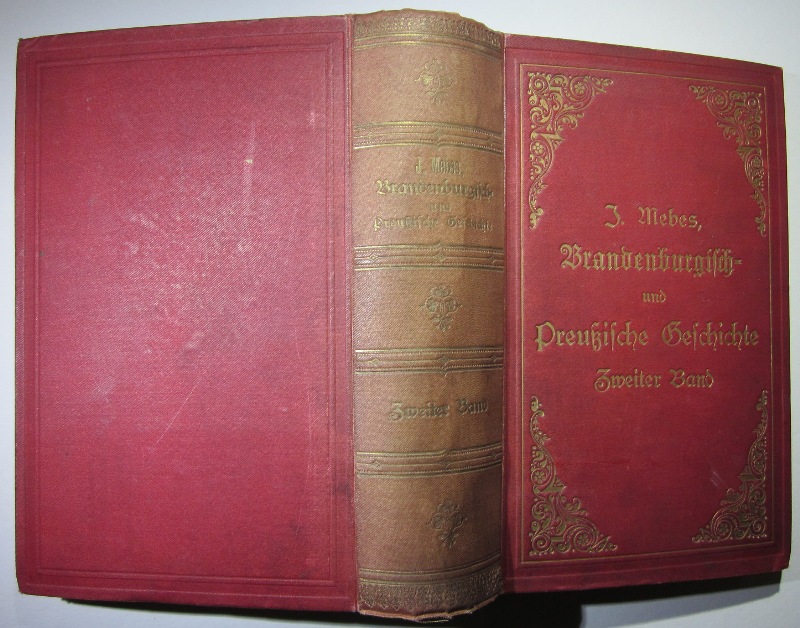 J. Mebes,
Brandenburgisch-
und
Preußische Geschichte
Zweiter Band
J. Mebes,
Brandenburgisch-
und
Preußische Geschichte
Zweiter Band